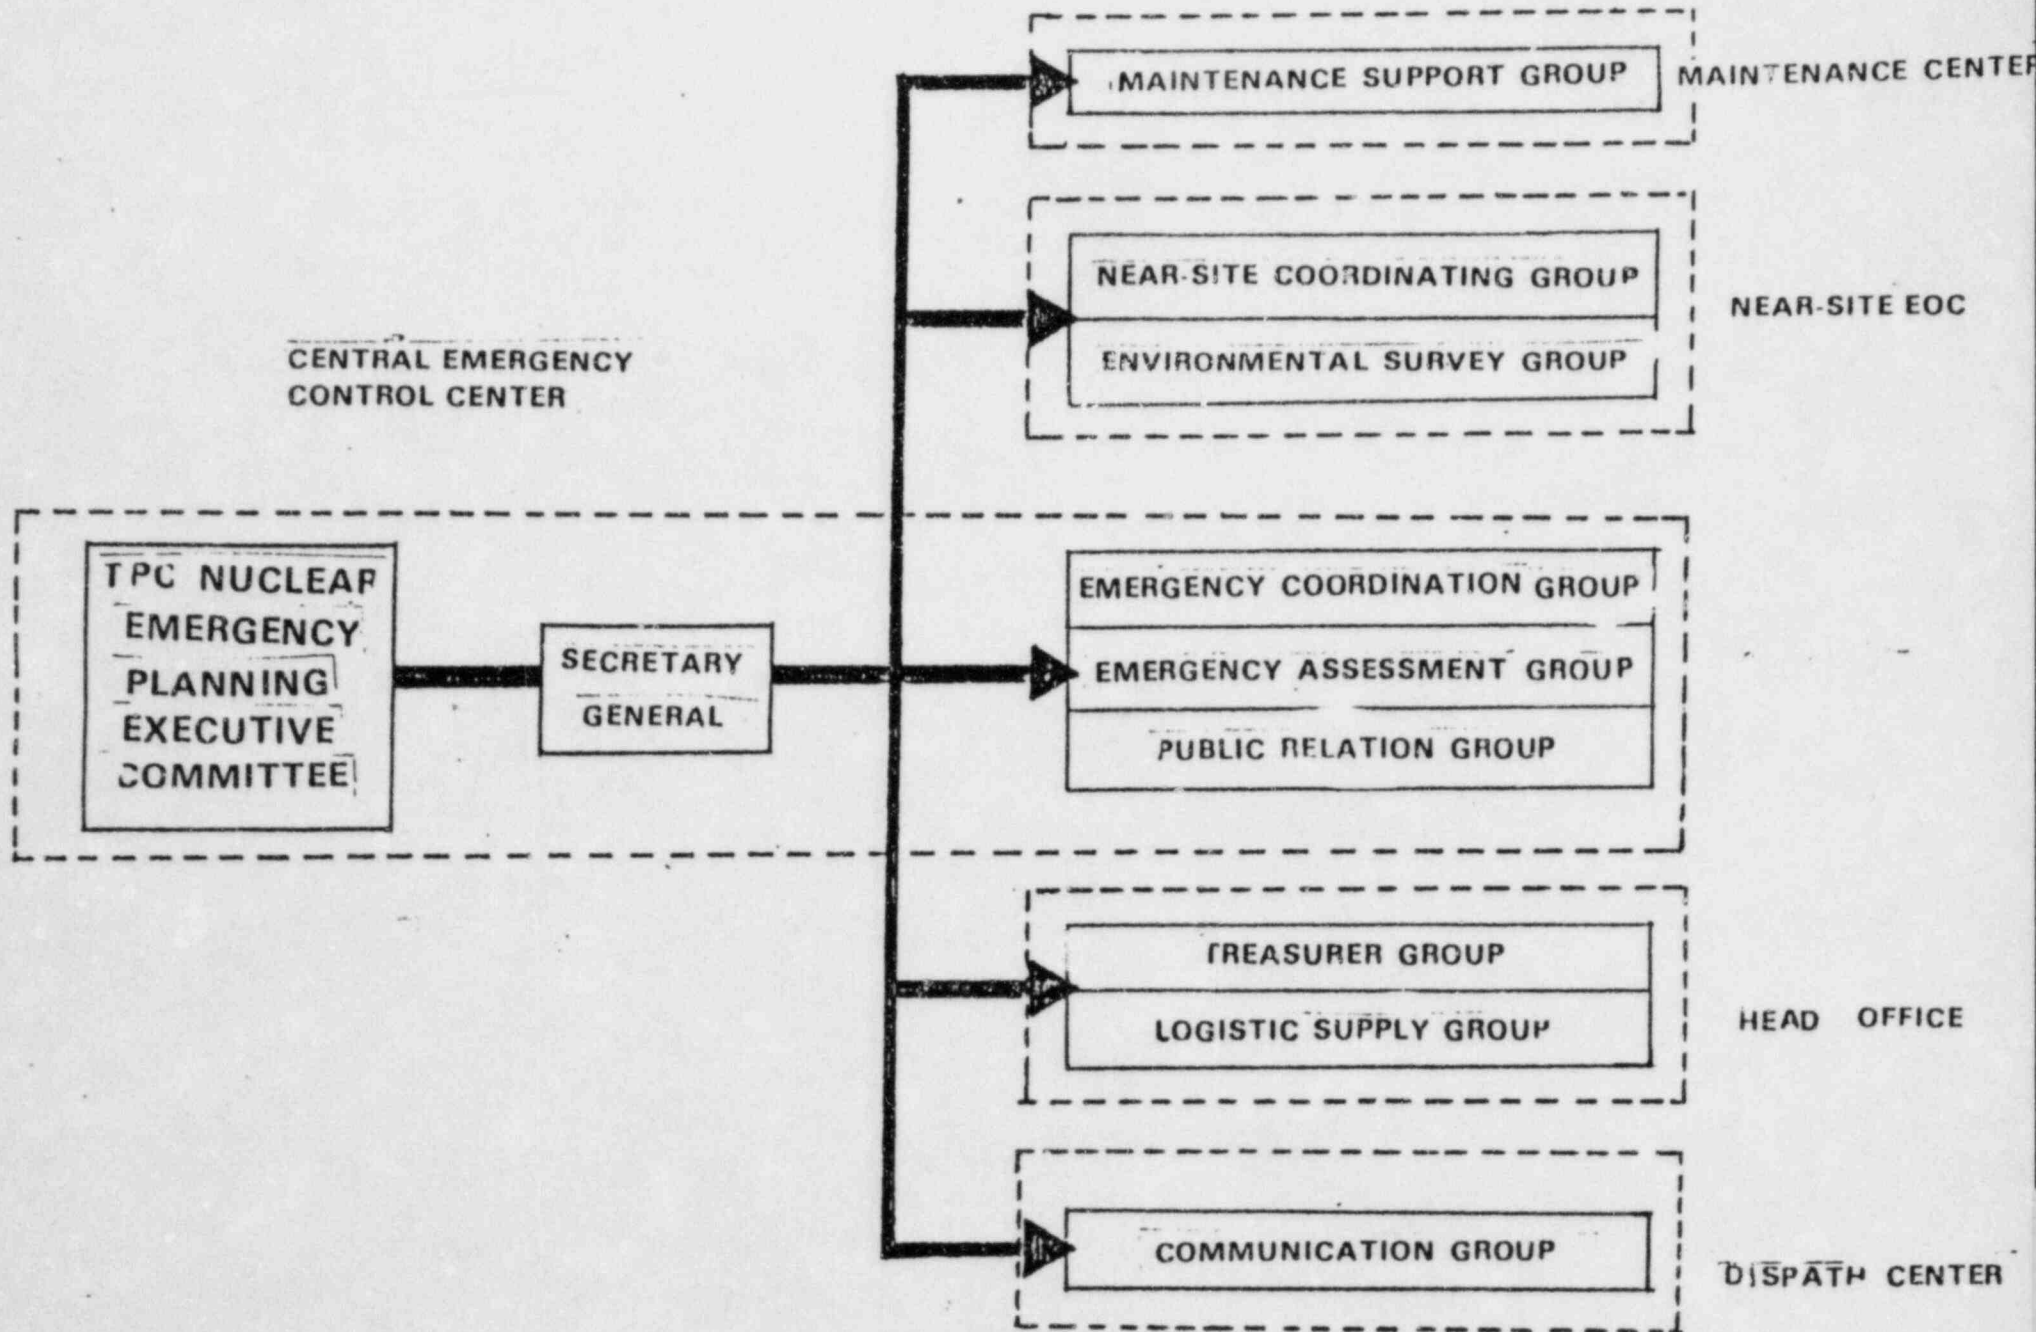 MAINTENANCE SUPPORT GROUP
MAINTENANCE CENTER
NEAR-SITE COORDINATING GROUP
ENVIRONMENTAL SURVEY GROUP
NEAR-SITE EOC
CENTRAL EMERGENCY
CONTROL CENTER
TPC NUCLEAR
EMERGENCY
PLANNING
EXECUTIVE
COMMITTEE
SECRETARY
GENERAL
EMERGENCY COORDINATION GROUP
EMERGENCY ASSESSMENT GROUP
PUBLIC RELATION GROUP
TREASURER GROUP
LOGISTIC SUPPLY GROUP
HEAD OFFICE
COMMUNICATION GROUP
DISPATH CENTER